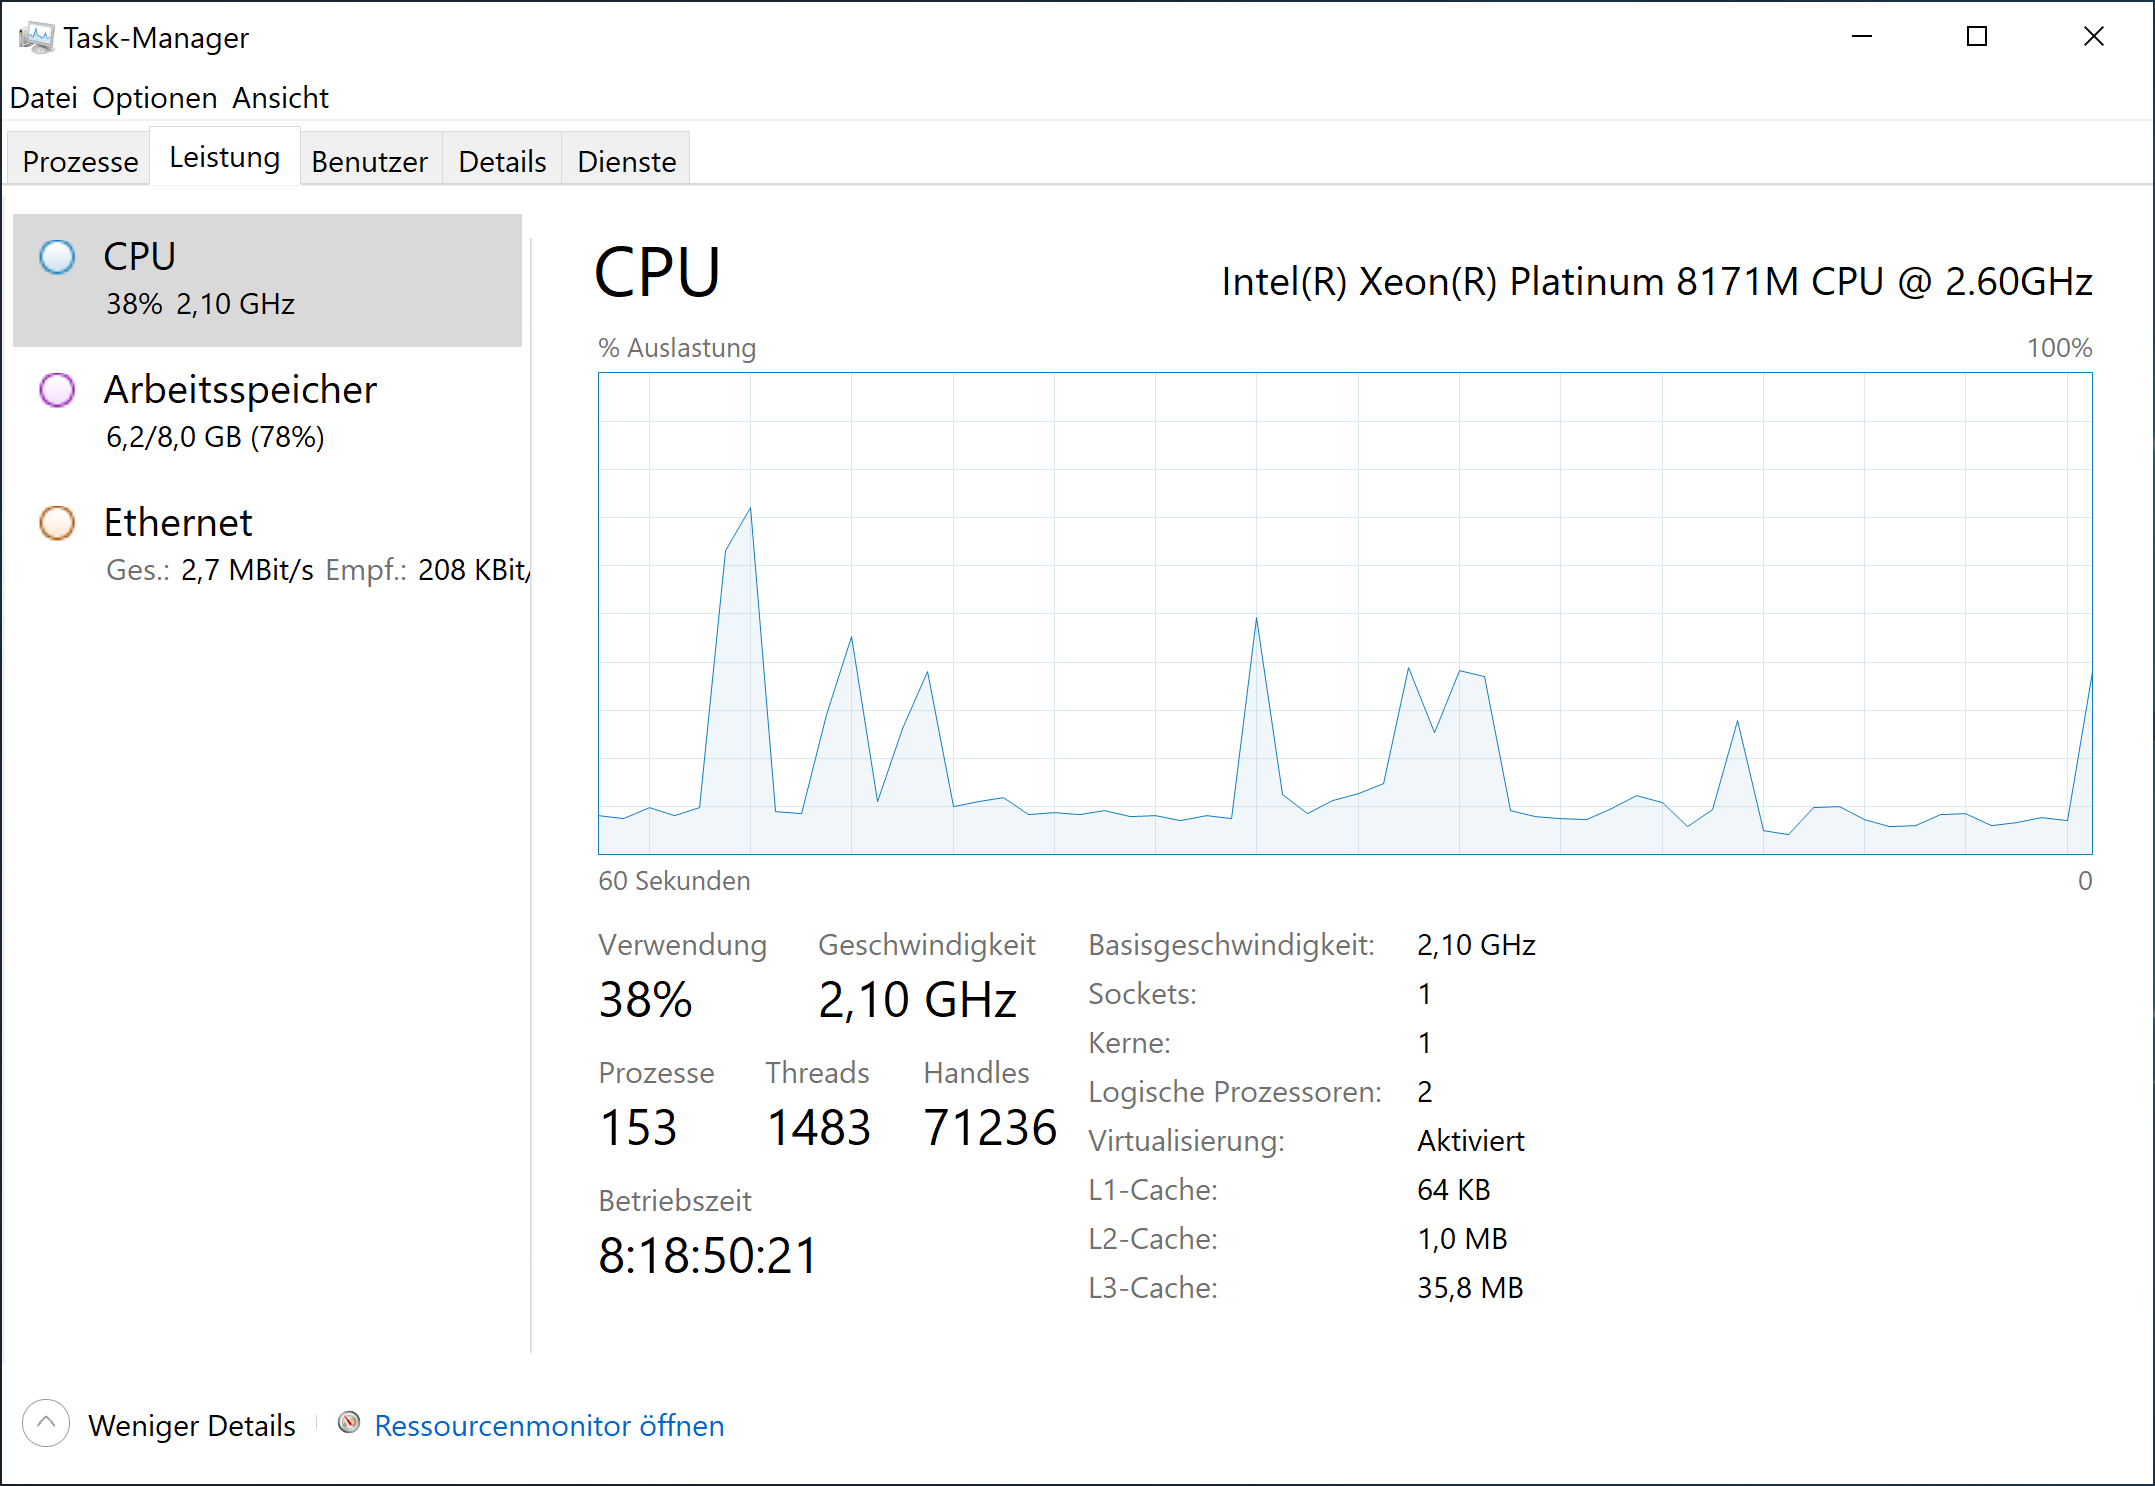 Task-Manager
Datei Optionen Ansicht
Prozesse Leistung Benutzer Details Dienste
CPU
38% 2,10 GHz
Arbeitsspeicher
6,2/8,0 GB (78%)
Ethernet
Ges.: 2,7 MBit/s Empf.: 208 KBit/
CPU
Intel(R) Xeon(R) Platinum 8171M CPU @ 2.60GHz
% Auslastung 100%
60 Sekunden 0
Verwendung Geschwindigkeit
38% 2,10 GHz
Prozesse Threads Handles
153 1483 71236
Betriebszeit
8:18:50:21
Basisgeschwindigkeit: 2,10 GHz
Sockets: 1
Kerne: 1
Logische Prozessoren: 2
Virtualisierung: Aktiviert
L1-Cache: 64 KB
L2-Cache: 1,0 MB
L3-Cache: 35,8 MB
Weniger Details Ressourcenmonitor öffnen